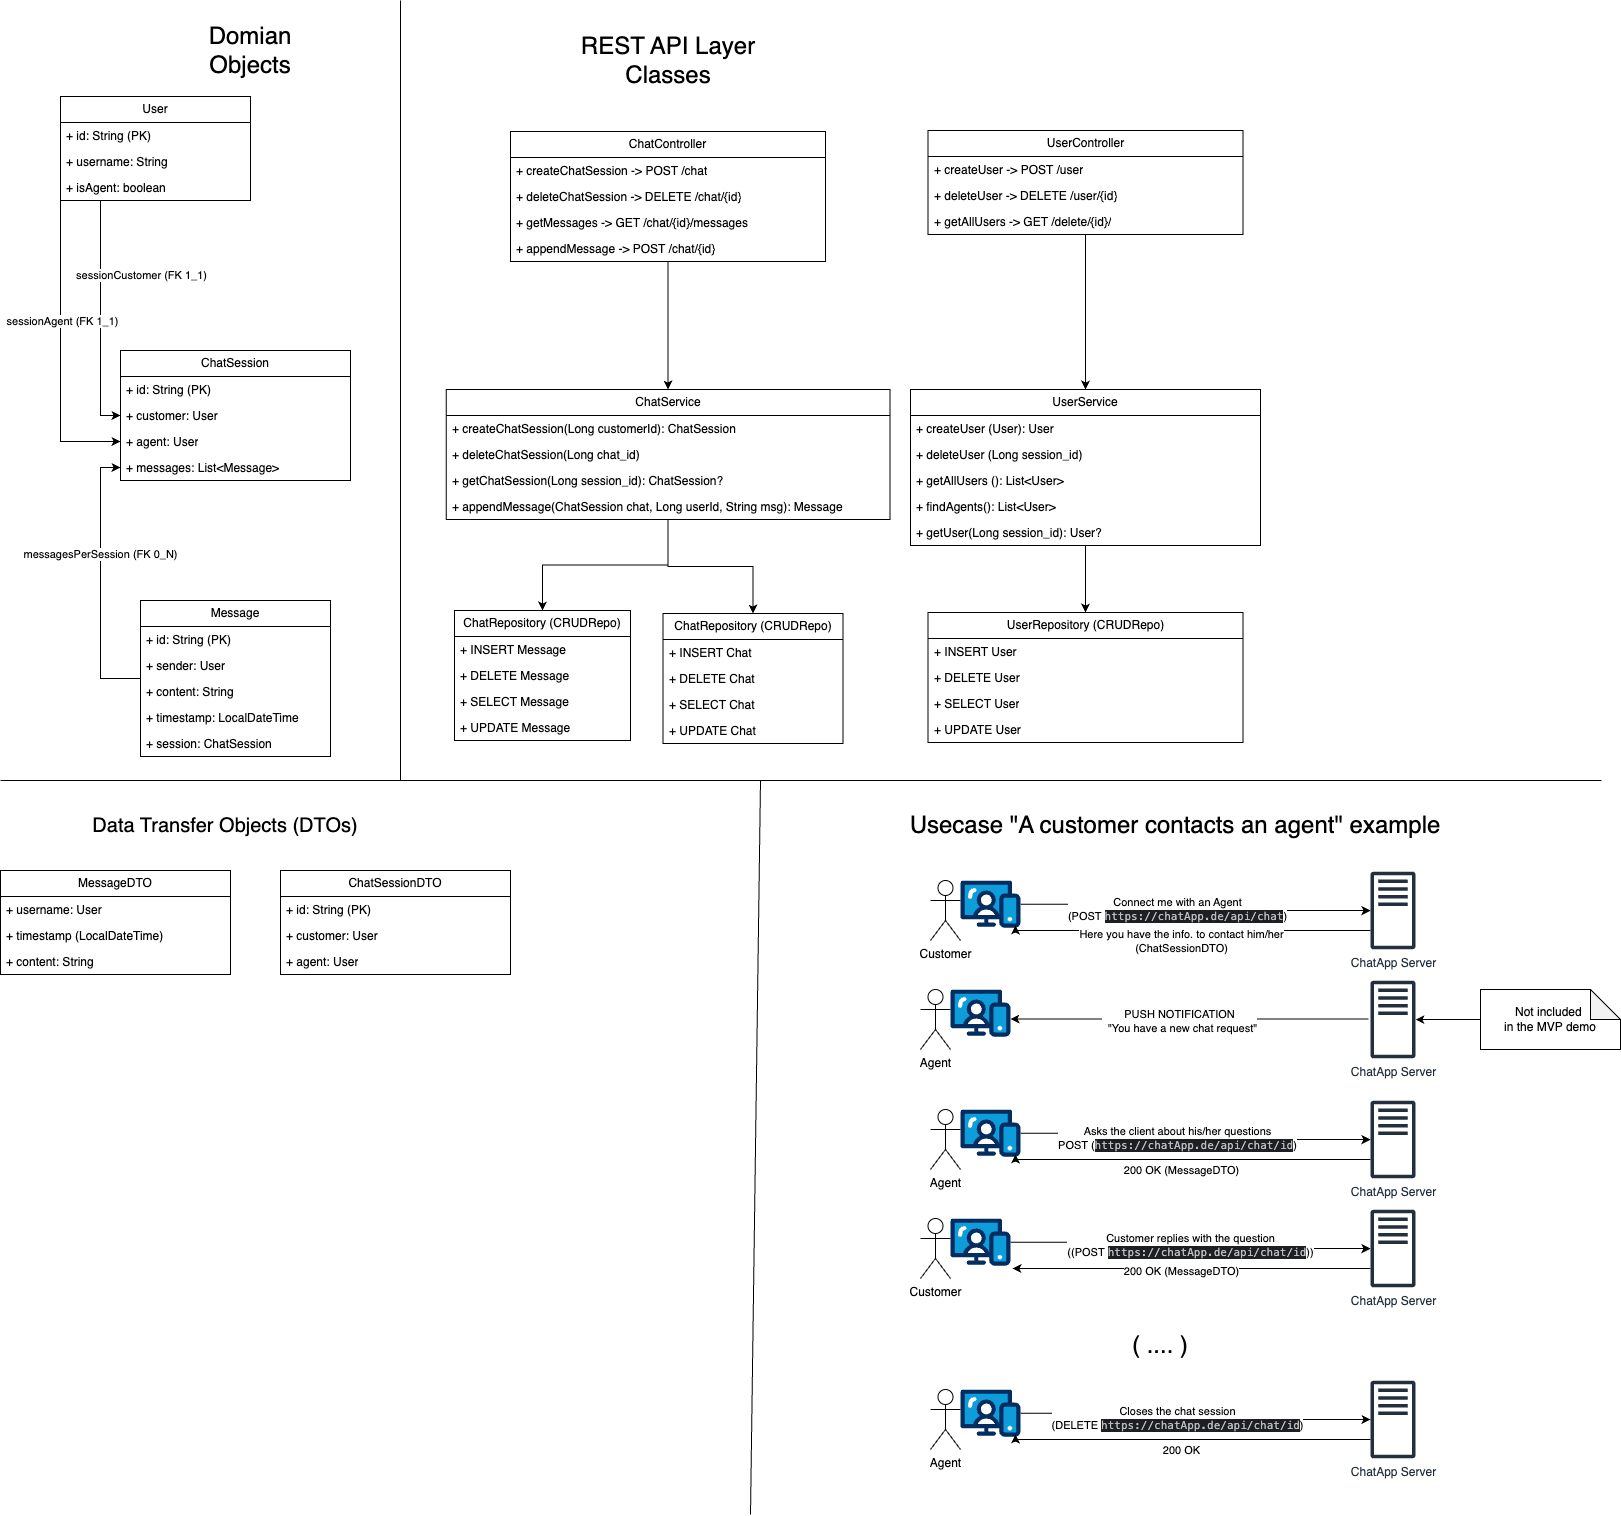 Domian
Objects
User
+ id: String (PK)
+ username: String
+ isAgent: boolean
sessionCustomer (FK 1_1)
sessionAgent (FK 1_1)
ChatSession
+ id: String (PK)
+ customer: User
+ agent: User
+ messages: List<Message>
messagesPerSession (FK 0_N)
Message
+ id: String (PK)
+ sender: User
+ content: String
+ timestamp: LocalDateTime
+ session: ChatSession
REST API Layer
Classes
ChatController
+ createChatSession -> POST /chat
+ deleteChatSession -> DELETE /chat/{id}
+ getMessages -> GET /chat/{id}/messages
+ appendMessage -> POST /chat/{id}
UserController
+ createUser -> POST /user
+ deleteUser -> DELETE /user/{id}
+ getAllUsers -> GET /delete/{id}/
ChatService
+ createChatSession(Long customerId): ChatSession
+ deleteChatSession(Long chat_id)
+ getChatSession(Long session_id): ChatSession?
+ appendMessage(ChatSession chat, Long userId, String msg): Message
UserService
+ createUser (User): User
+ deleteUser (Long session_id)
+ getAllUsers (): List<User>
+ findAgents(): List<User>
+ getUser(Long session_id): User?
ChatRepository (CRUDRepo)
+ INSERT Message
+ DELETE Message
+ SELECT Message
+ UPDATE Message
ChatRepository (CRUDRepo)
+ INSERT Chat
+ DELETE Chat
+ SELECT Chat
+ UPDATE Chat
UserRepository (CRUDRepo)
+ INSERT User
+ DELETE User
+ SELECT User
+ UPDATE User
Data Transfer Objects (DTOs)
MessageDTO
+ username: User
+ timestamp (LocalDateTime)
+ content: String
ChatSessionDTO
+ id: String (PK)
+ customer: User
+ agent: User
Usecase "A customer contacts an agent" example
Connect me with an Agent
(POST https://chatApp.de/api/chat)
Here you have the info. to contact him/her
(ChatSessionDTO)
Customer
ChatApp Server
PUSH NOTIFICATION
"You have a new chat request"
Agent
ChatApp Server
Not included
in the MVP demo
Asks the client about his/her questions
POST (https://chatApp.de/api/chat/id)
200 OK (MessageDTO)
Agent
ChatApp Server
Customer replies with the question
((POST https://chatApp.de/api/chat/id))
200 OK (MessageDTO)
Customer
ChatApp Server
( .... )
Closes the chat session
(DELETE https://chatApp.de/api/chat/id)
200 OK
Agent
ChatApp Server